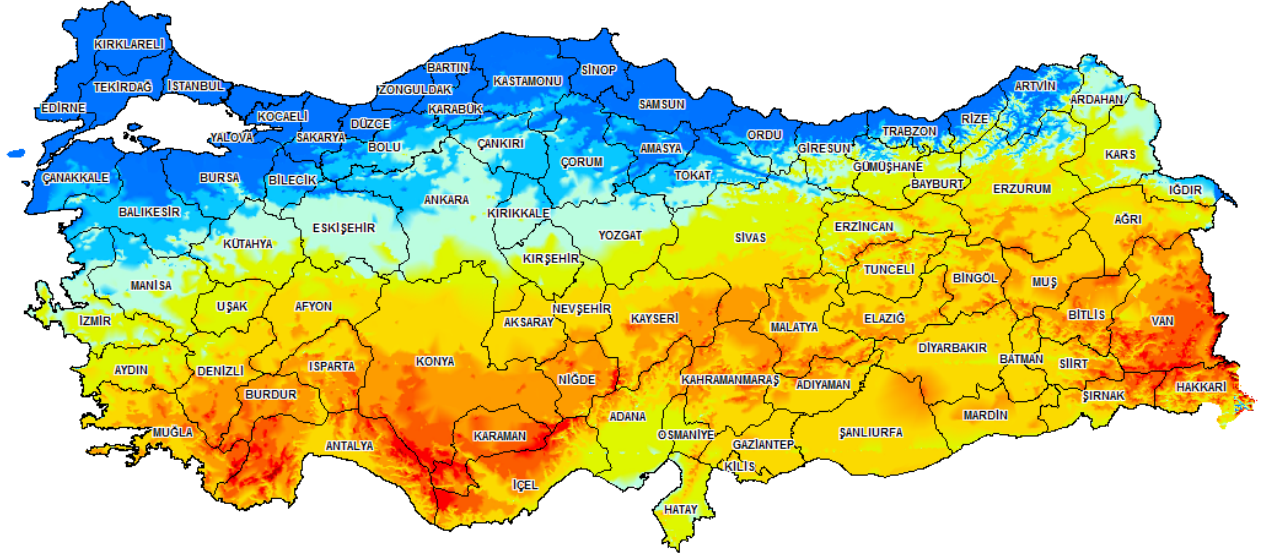 KIRKLARELİ
TEKİRDAĞ
İSTANBUL
EDİRNE
KOCAELİ
YALOVA
SAKARYA
DÜZCE
ZONGULDAK
BARTIN
KARABÜK
KASTAMONU
SİNOP
SAMSUN
BOLU
ÇANKIRI
ÇORUM
AMASYA
ORDU
TOKAT
GİRESUN
TRABZON
RİZE
ARTVİN
ARDAHAN
GÜMÜŞHANE
BAYBURT
ERZURUM
KARS
IĞDIR
ÇANAKKALE
BURSA
BİLECİK
BALIKESİR
KÜTAHYA
ESKİŞEHİR
ANKARA
KIRIKKALE
YOZGAT
SİVAS
ERZİNCAN
AĞRI
KIRŞEHİR
TUNCELİ
BİNGÖL
MUŞ
MANİSA
UŞAK
AFYON
İZMİR
NEVŞEHİR
AKSARAY
KAYSERİ
MALATYA
ELAZIĞ
BİTLİS
VAN
DİYARBAKIR
BATMAN
SİİRT
AYDIN
DENİZLİ
ISPARTA
KONYA
NİĞDE
KAHRAMANMARAŞ
ADIYAMAN
BURDUR
HAKKARİ
ŞIRNAK
MARDİN
ADANA
MUĞLA
ANTALYA
KARAMAN
OSMANİYE
GAZİANTEP
ŞANLIURFA
KİLİS
İÇEL
HATAY